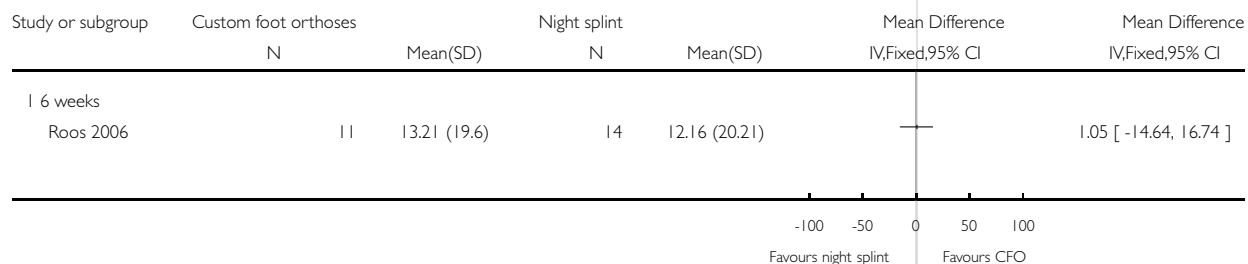 Study or subgroup Custom foot orthoses Night splint Mean Difference Mean Difference
N Mean(SD) N Mean(SD) IV,Fixed,95% CI IV,Fixed,95% CI
1 6 weeks
Roos 2006 11 13.21 (19.6) 14 12.16 (20.21) 1.05 [ -14.64, 16.74 ]
-100 -50 0 50 100
Favours night splint Favours CFO